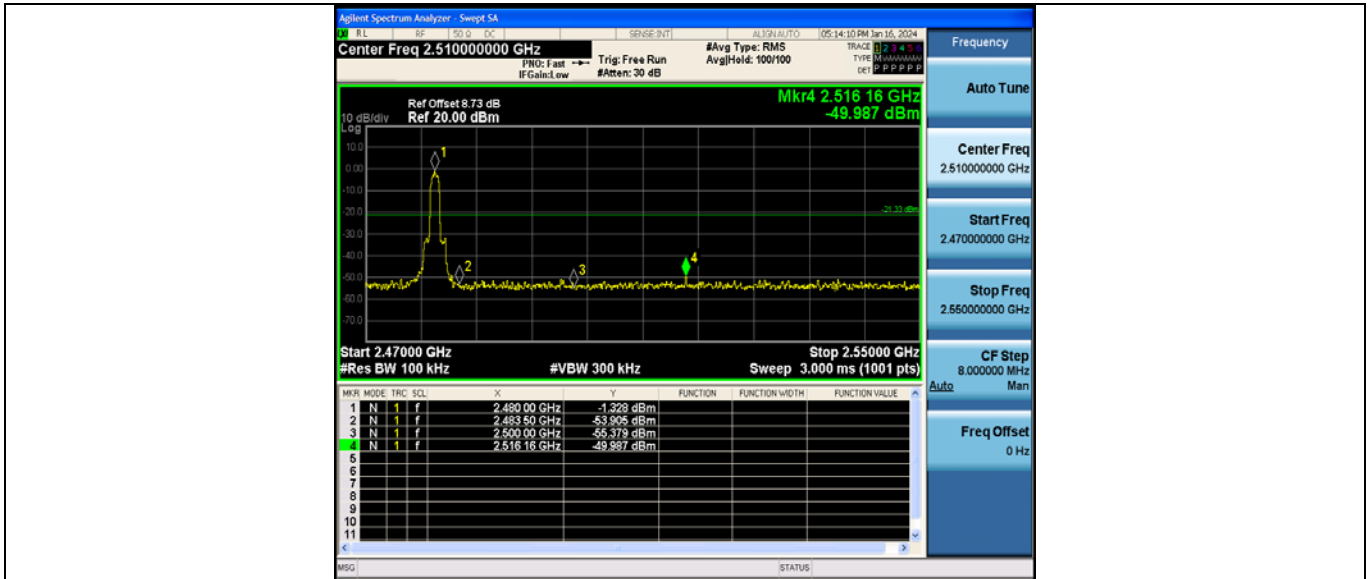 Agilent Spectrum Analyzer - Swept SA
RL RF 50 Ω DC SENSE:INT ALIGN AUTO 05:14:10 PM Jan 16, 2024
Center Freq 2.510000000 GHz
PNO: Fast
IFGain:Low
Trig: Free Run
#Atten: 30 dB
#Avg Type: RMS
Avg|Hold: 100/100
TRACE 1 2 3 4 5 6
TYPE MWWWWW
DET P P P P P P
Mkr4 2.516 16 GHz
-49.987 dBm
Ref Offset 8.73 dB
10 dB/div Ref 20.00 dBm
Log
10.0
0.00
-10.0
-20.0
-30.0
-40.0
-50.0
-60.0
-70.0
1
2
3
4
-21.33 dBm
Start 2.47000 GHz Stop 2.55000 GHz
#Res BW 100 kHz #VBW 300 kHz Sweep 3.000 ms (1001 pts)
MKR MODE TRC SCL X Y FUNCTION FUNCTION WIDTH FUNCTION VALUE
1 N 1 f 2.480 00 GHz -1.328 dBm
2 N 1 f 2.483 50 GHz -53.905 dBm
3 N 1 f 2.500 00 GHz -55.379 dBm
4 N 1 f 2.516 16 GHz -49.987 dBm
5
6
7
8
9
10
11
MSG STATUS
Frequency
Auto Tune
Center Freq
2.510000000 GHz
Start Freq
2.470000000 GHz
Stop Freq
2.550000000 GHz
CF Step
8.000000 MHz
Auto Man
Freq Offset
0 Hz